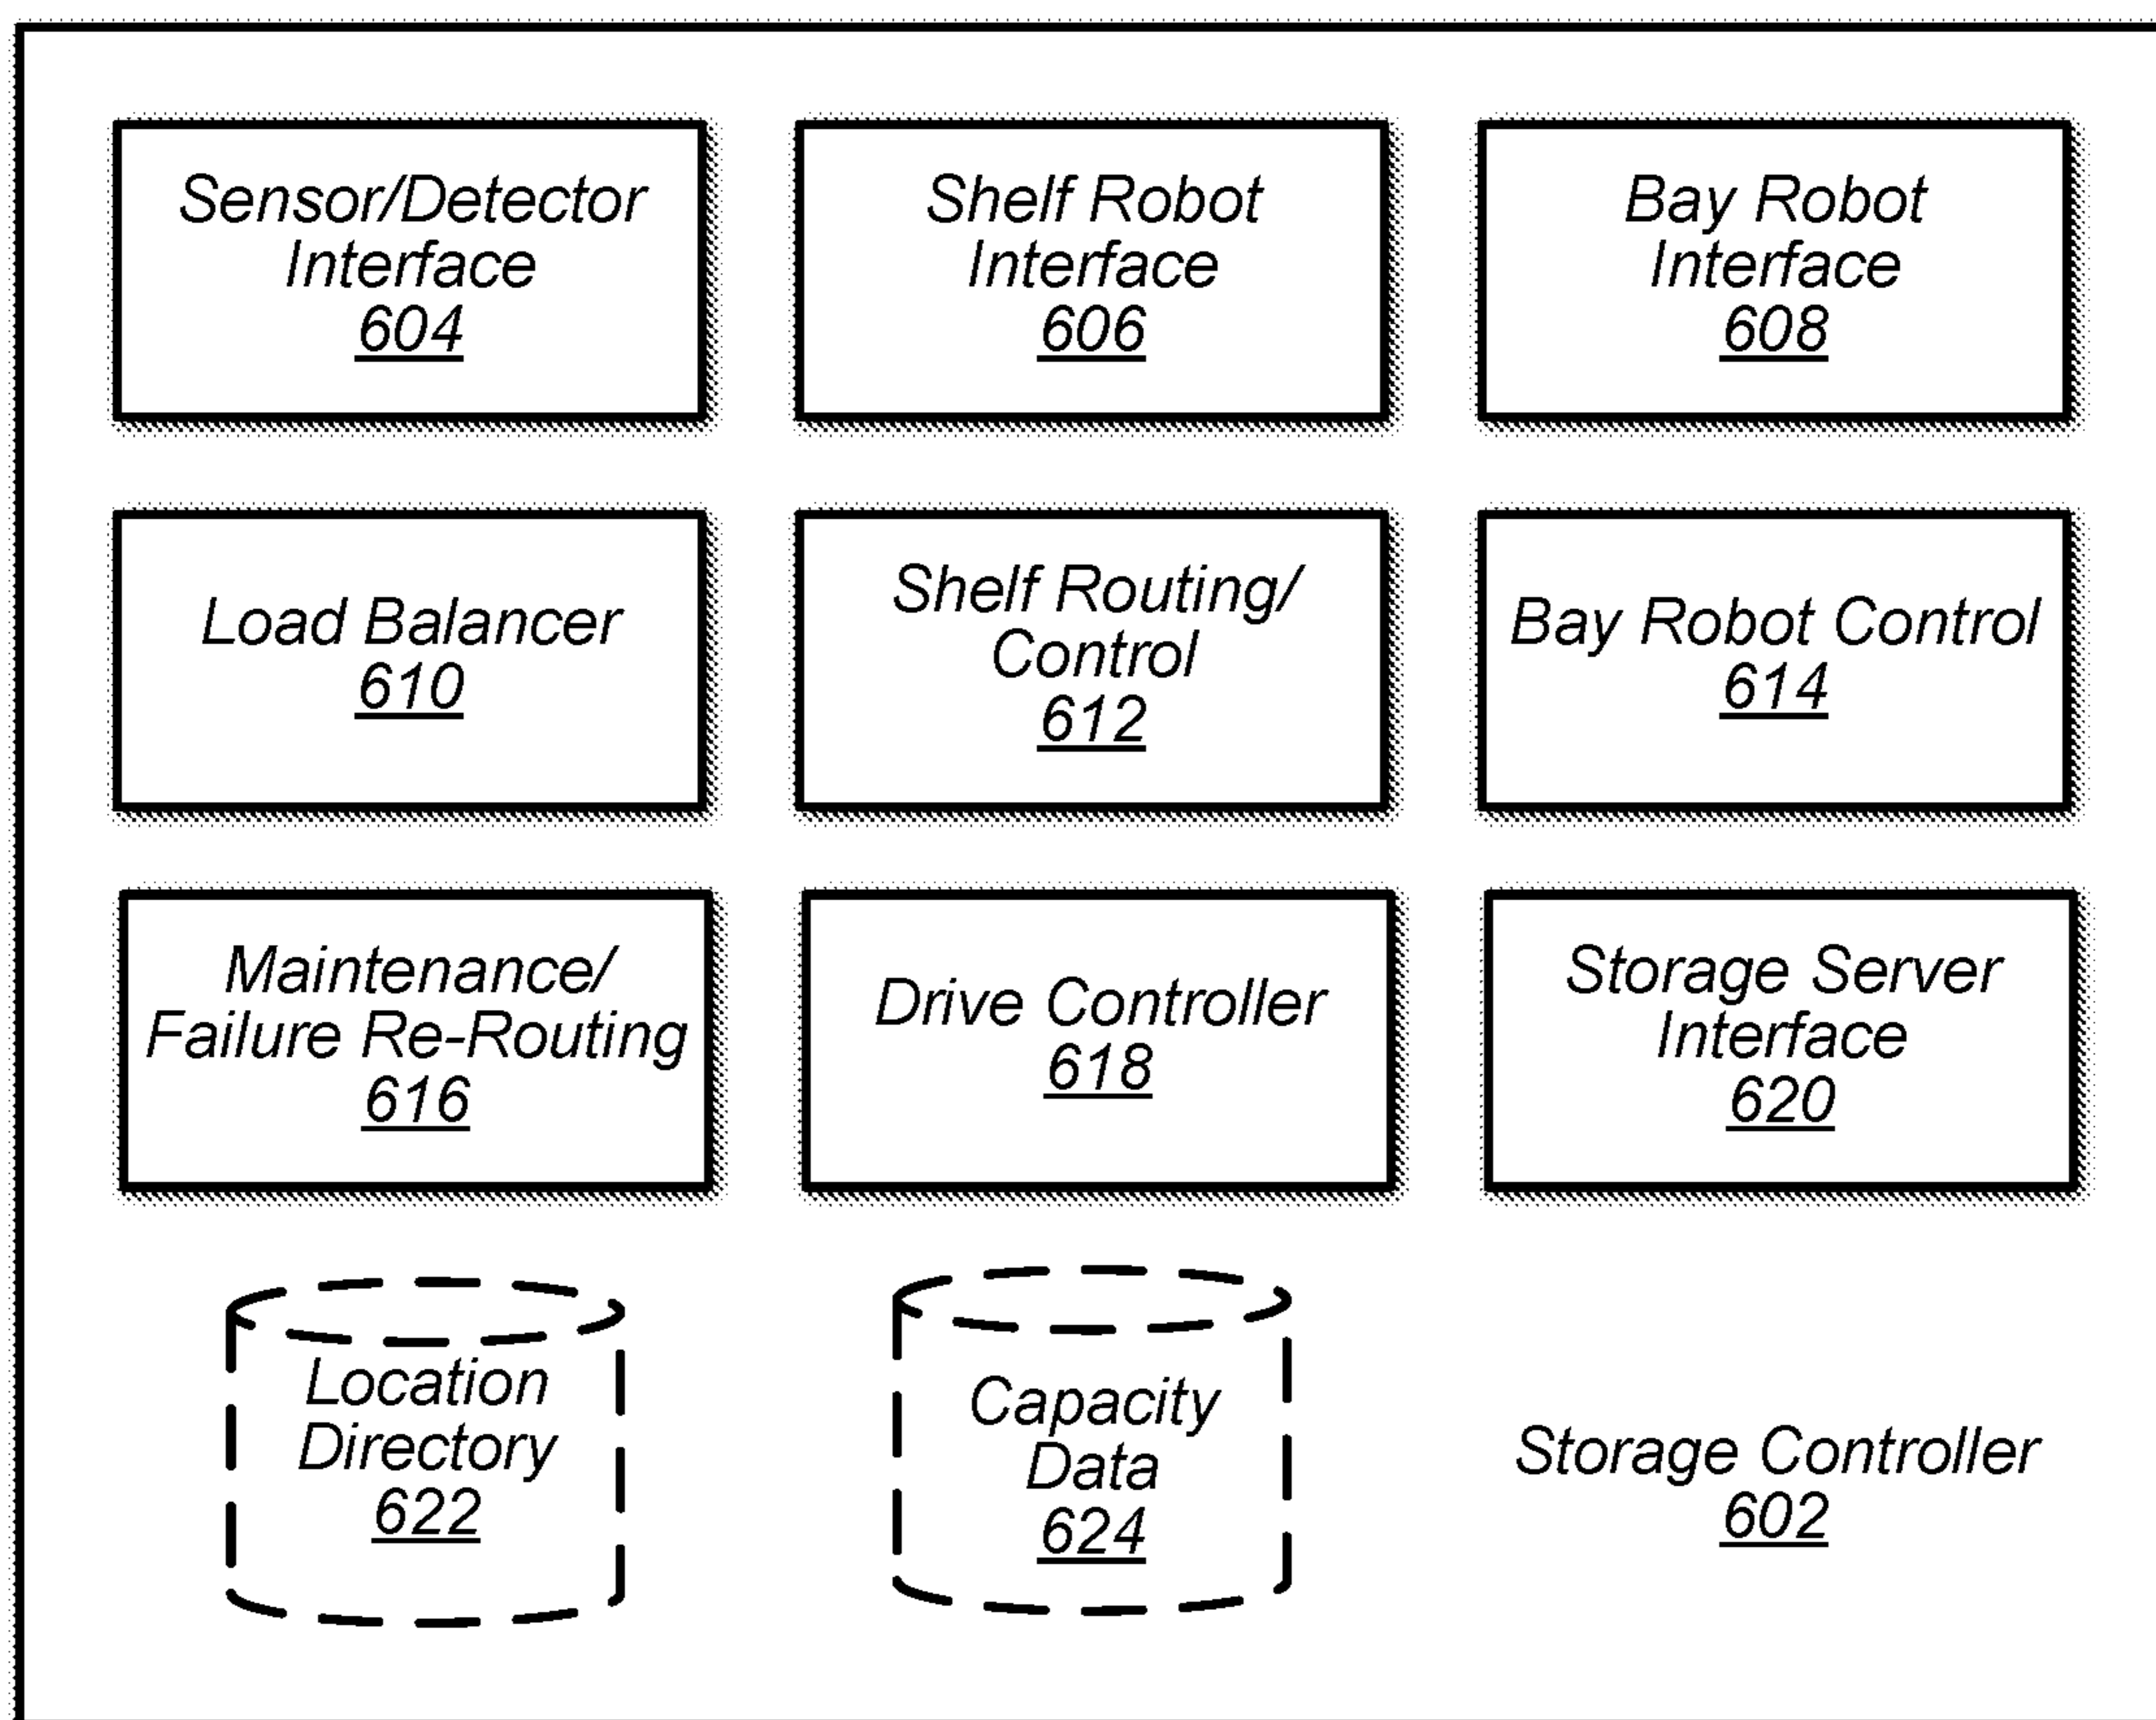 Sensor/Detector
Interface
604
Shelf Robot
Interface
606
Bay Robot
Interface
608
Load Balancer
610
Shelf Routing/
Control
612
Bay Robot Control
614
Maintenance/
Failure Re-Routing
616
Drive Controller
618
Storage Server
Interface
620
Location
Directory
622
Capacity
Data
624
Storage Controller
602